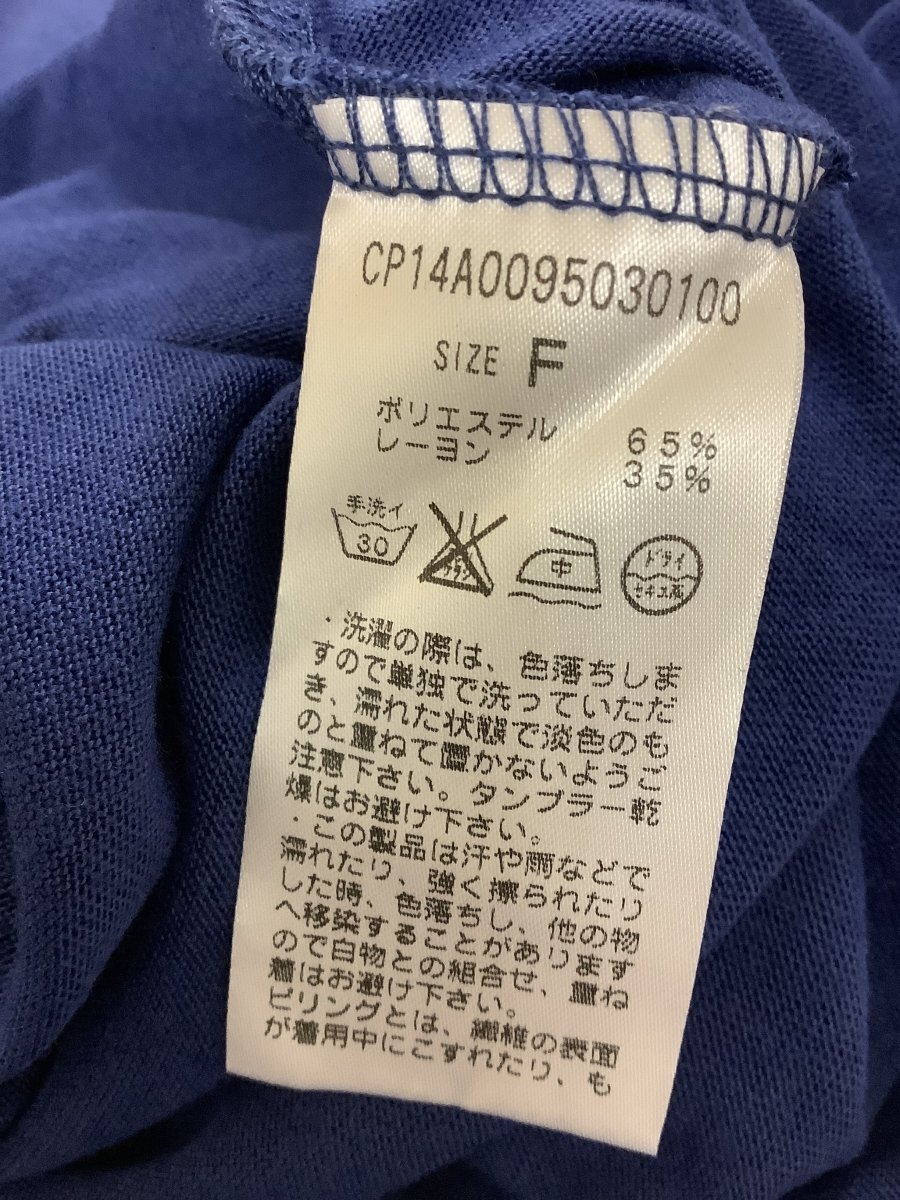 CP14A0095030100
SIZE F
ポリエステル 65%
レーヨン 35%
手洗イ 30 中 ドライ セキユ系
・洗濯の際は、色落ちしま
すので単独で洗っていただ
き、濡れた状態で淡色のも
のと重ねて置かないようご
注意下さい。タンブラー乾
燥はお避け下さい。
・この製品は汗や雨などで
濡れたり、強く擦られたり
した時、色落ちし、他の物
へ移染することがあります
ので白物との組合せ、重ね
着はお避け下さい。
ピリングとは、繊維の表面
が着用中にこすれたり、も